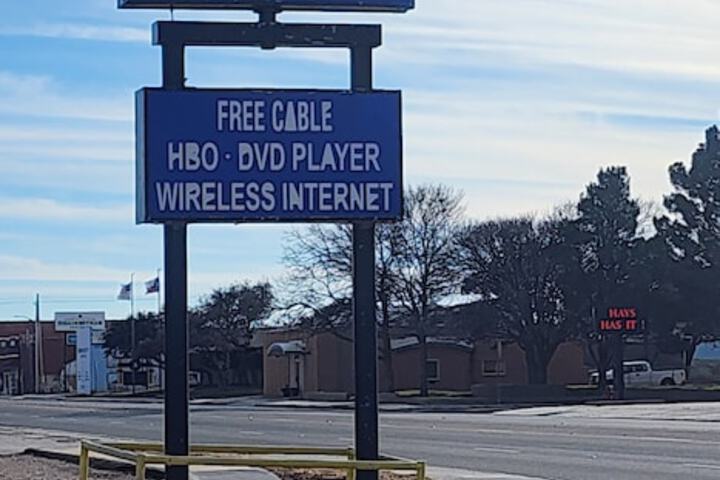 FREE CABLE
HBO - DVD PLAYER
WIRELESS INTERNET
HAYS
HAS IT